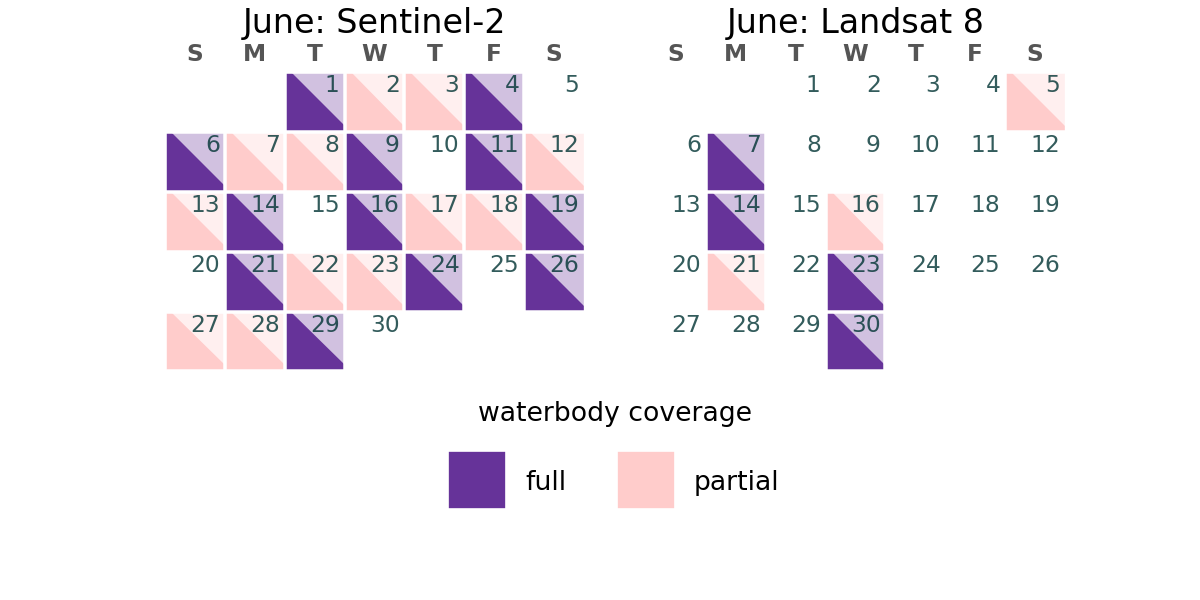 June: Sentinel-2
S M T W T F S
1 2 3 4 5
6 7 8 9 10 11 12
13 14 15 16 17 18 19
20 21 22 23 24 25 26
27 28 29 30
June: Landsat 8
S M T W T F S
1 2 3 4 5
6 7 8 9 10 11 12
13 14 15 16 17 18 19
20 21 22 23 24 25 26
27 28 29 30
waterbody coverage
full partial